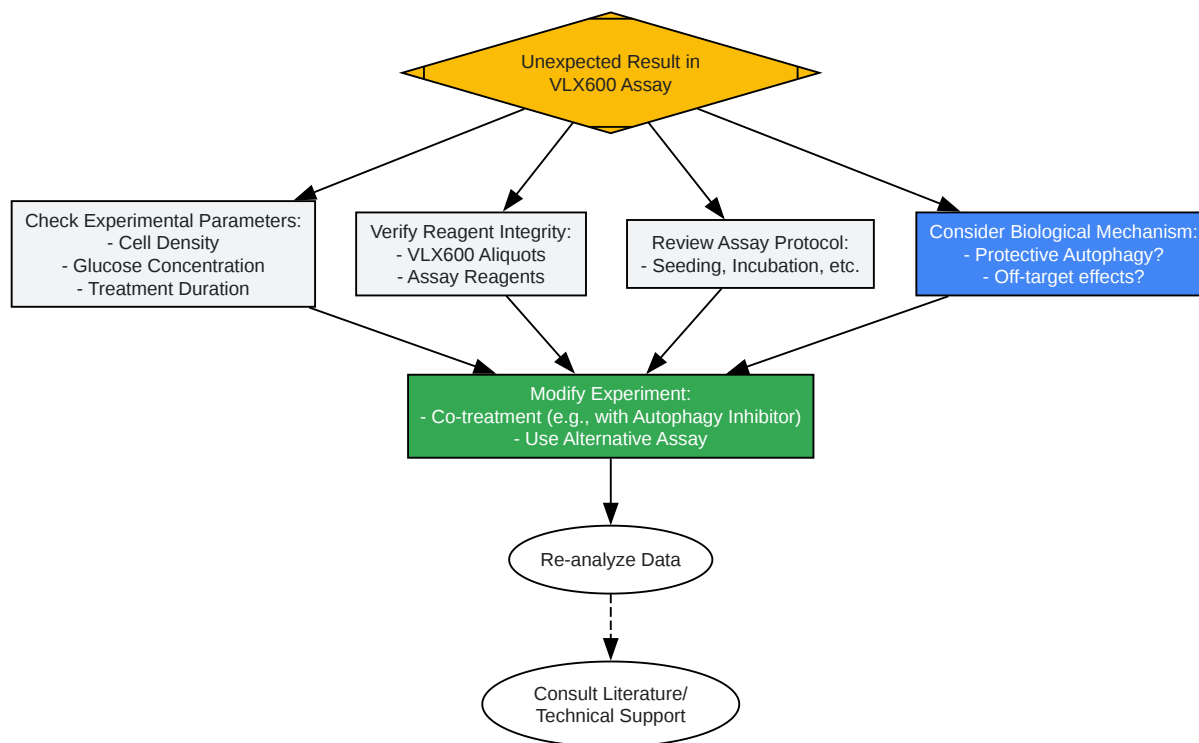 Unexpected Result in
VLX600 Assay
Check Experimental Parameters:
- Cell Density
- Glucose Concentration
- Treatment Duration
Verify Reagent Integrity:
- VLX600 Aliquots
- Assay Reagents
Review Assay Protocol:
- Seeding, Incubation, etc.
Consider Biological Mechanism:
- Protective Autophagy?
- Off-target effects?
Modify Experiment:
- Co-treatment (e.g., with Autophagy Inhibitor)
- Use Alternative Assay
Re-analyze Data
Consult Literature/
Technical Support